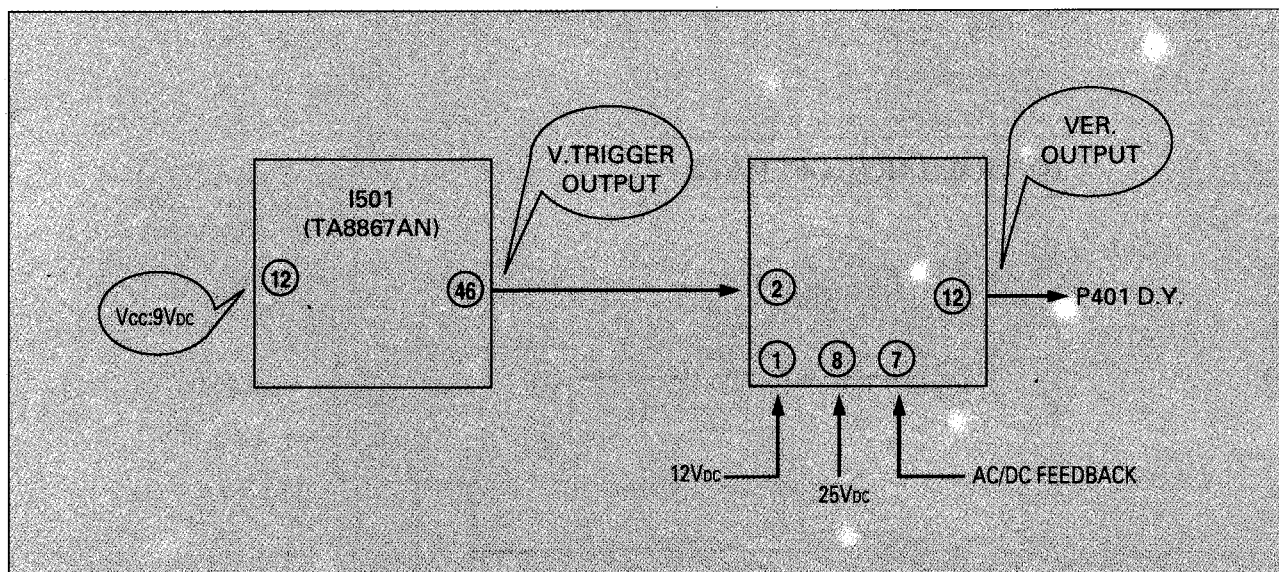 V.TRIGGER
OUTPUT
VER.
OUTPUT
I501
(TA8867AN)
12
46
2
12
P401 D.Y.
Vcc:9VDC
1
8
7
12VDC
25VDC
AC/DC FEEDBACK